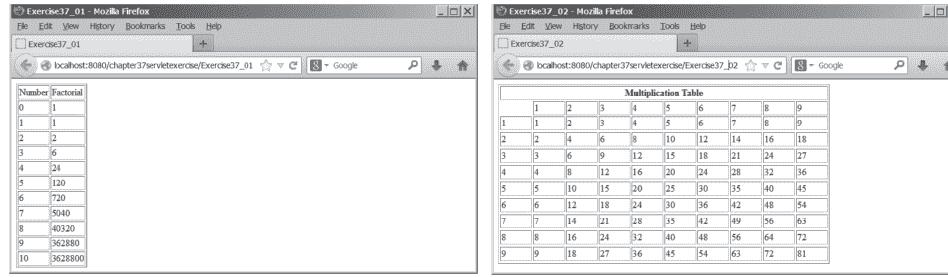 Exercise37_01 - Mozilla Firefox
File Edit View History Bookmarks Tools Help
Exercise37_01 +
localhost:8080/chapter37servletexercise/Exercise37_01 8 - Google
Number Factorial
0 1
1 1
2 2
3 6
4 24
5 120
6 720
7 5040
8 40320
9 362880
10 3628800
Exercise37_02 - Mozilla Firefox
File Edit View History Bookmarks Tools Help
Exercise37_02 +
localhost:8080/chapter37servletexercise/Exercise37_02 8 - Google
Multiplication Table
1 2 3 4 5 6 7 8 9
1 1 2 3 4 5 6 7 8 9
2 2 4 6 8 10 12 14 16 18
3 3 6 9 12 15 18 21 24 27
4 4 8 12 16 20 24 28 32 36
5 5 10 15 20 25 30 35 40 45
6 6 12 18 24 30 36 42 48 54
7 7 14 21 28 35 42 49 56 63
8 8 16 24 32 40 48 56 64 72
9 9 18 27 36 45 54 63 72 81